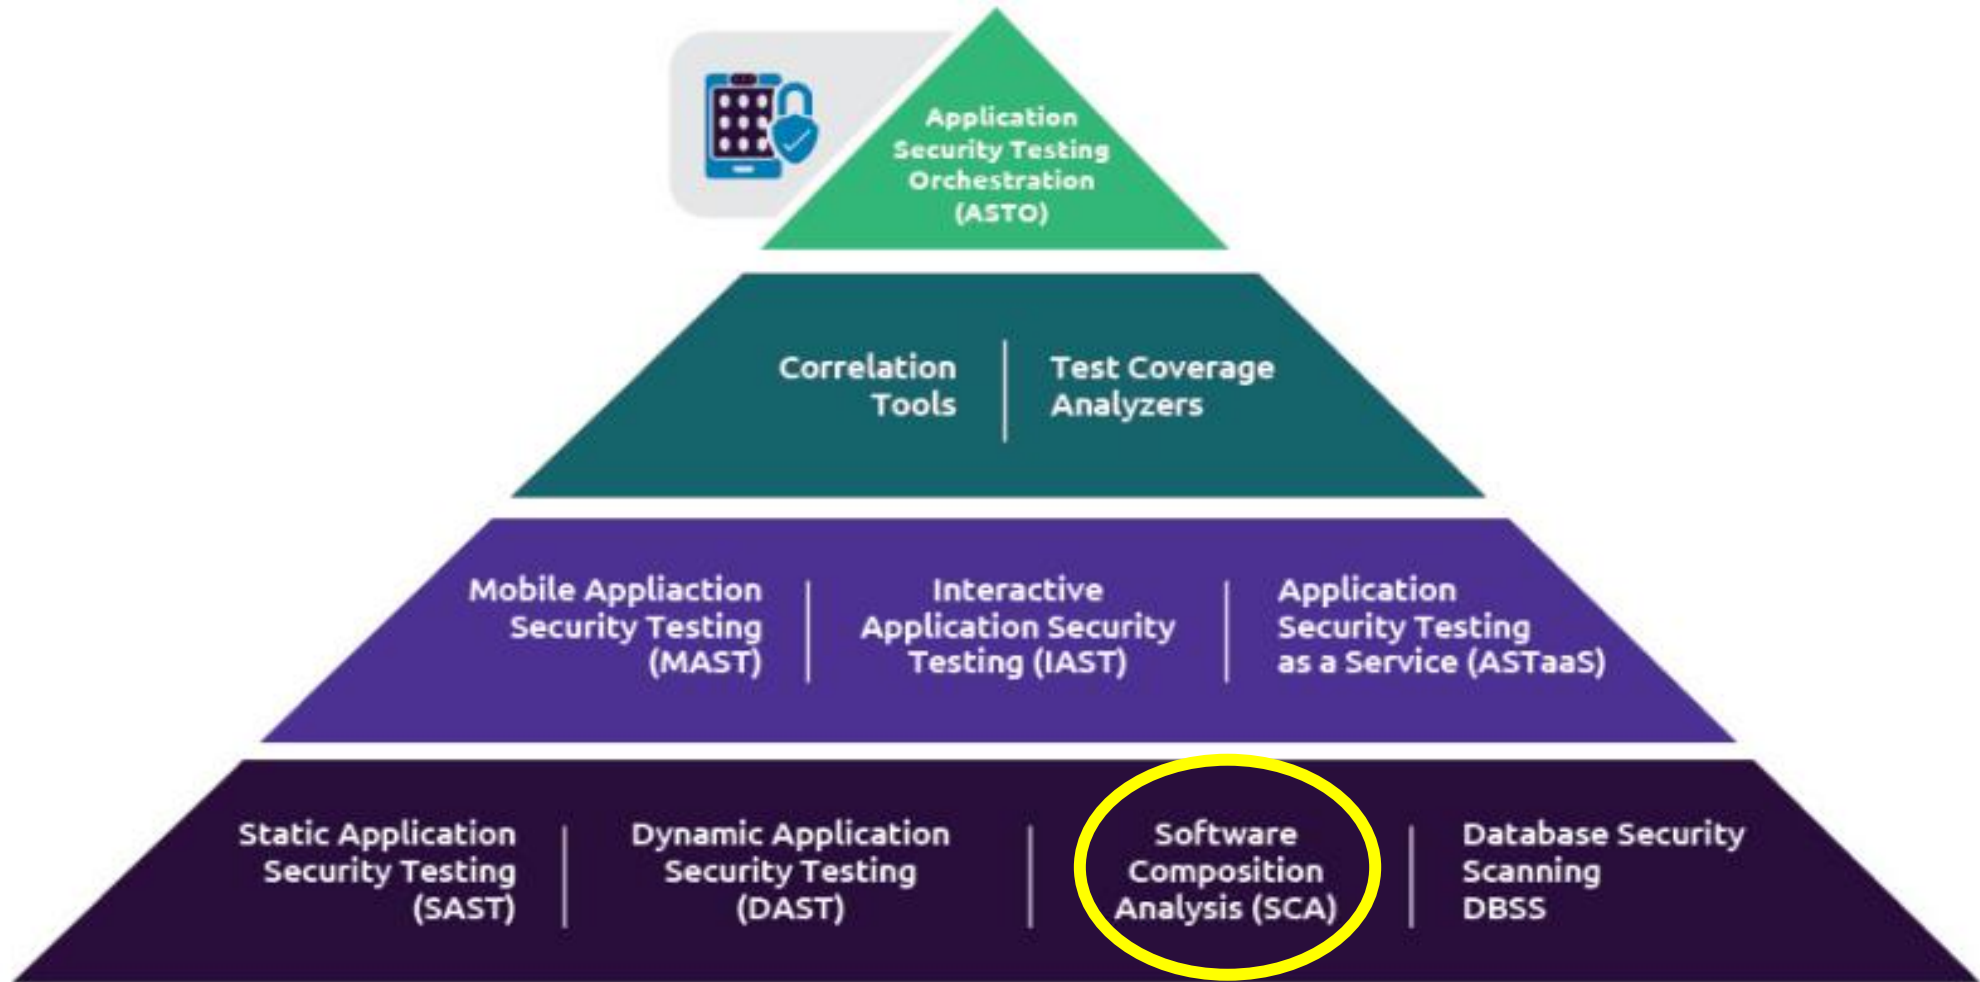 Application
Security Testing
Orchestration
(ASTO)
Correlation
Tools
Test Coverage
Analyzers
Mobile Appliaction
Security Testing
(MAST)
Interactive
Application Security
Testing (IAST)
Application
Security Testing
as a Service (ASTaaS)
Static Application
Security Testing
(SAST)
Dynamic Application
Security Testing
(DAST)
Software
Composition
Analysis (SCA)
Database Security
Scanning
DBSS